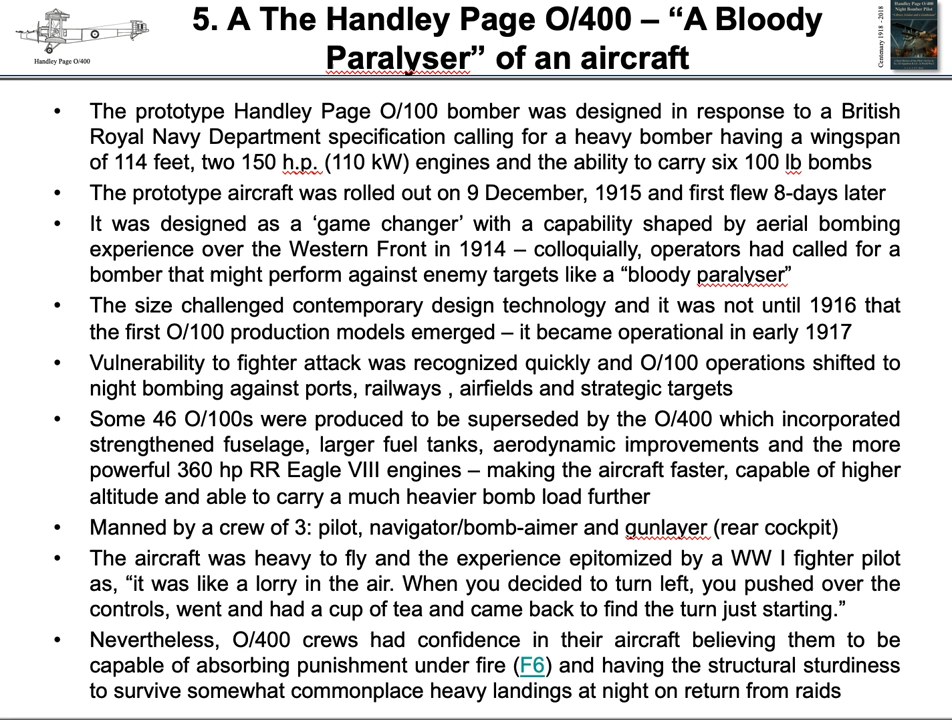 5. A The Handley Page O/400 – “A Bloody
Paralyser” of an aircraft
Handley Page O/400
Centenary 1918 - 2018
Handley Page O/400
Night Bomber Pilot
• The prototype Handley Page O/100 bomber was designed in response to a British
Royal Navy Department specification calling for a heavy bomber having a wingspan
of 114 feet, two 150 h.p. (110 kW) engines and the ability to carry six 100 lb bombs
• The prototype aircraft was rolled out on 9 December, 1915 and first flew 8-days later
• It was designed as a ‘game changer’ with a capability shaped by aerial bombing
experience over the Western Front in 1914 – colloquially, operators had called for a
bomber that might perform against enemy targets like a “bloody paralyser”
• The size challenged contemporary design technology and it was not until 1916 that
the first O/100 production models emerged – it became operational in early 1917
• Vulnerability to fighter attack was recognized quickly and O/100 operations shifted to
night bombing against ports, railways , airfields and strategic targets
• Some 46 O/100s were produced to be superseded by the O/400 which incorporated
strengthened fuselage, larger fuel tanks, aerodynamic improvements and the more
powerful 360 hp RR Eagle VIII engines – making the aircraft faster, capable of higher
altitude and able to carry a much heavier bomb load further
• Manned by a crew of 3: pilot, navigator/bomb-aimer and gunlayer (rear cockpit)
• The aircraft was heavy to fly and the experience epitomized by a WW I fighter pilot
as, “it was like a lorry in the air. When you decided to turn left, you pushed over the
controls, went and had a cup of tea and came back to find the turn just starting.”
• Nevertheless, O/400 crews had confidence in their aircraft believing them to be
capable of absorbing punishment under fire (F6) and having the structural sturdiness
to survive somewhat commonplace heavy landings at night on return from raids